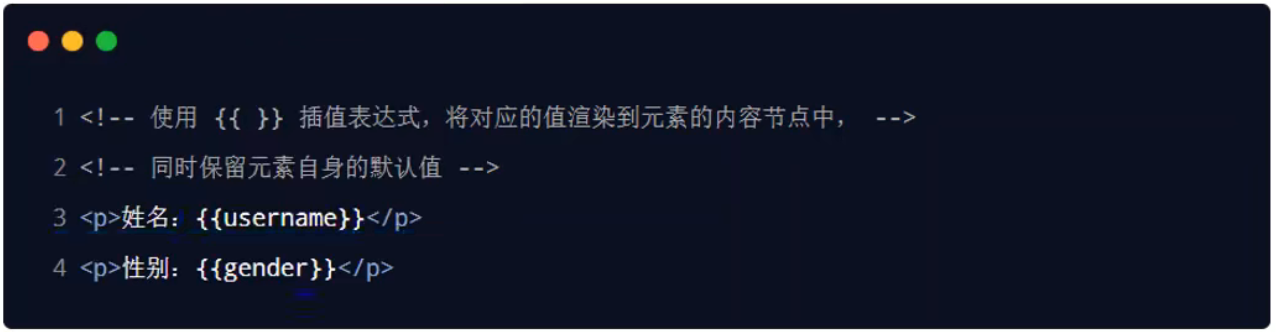 1 <!-- 使用 {{ }} 插值表达式，将对应的值渲染到元素的内容节点中， -->
2 <!-- 同时保留元素自身的默认值 -->
3 <p>姓名：{{username}}</p>
4 <p>性别：{{gender}}</p>